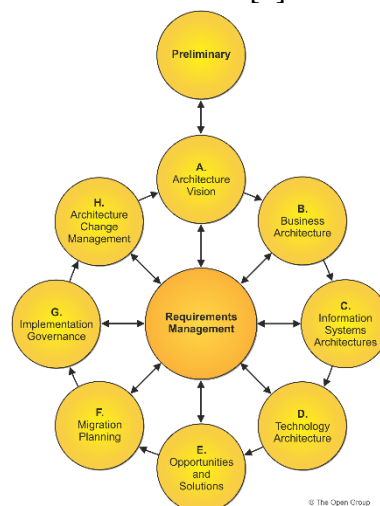 Preliminary
A.
Architecture
Vision
B.
Business
Architecture
C.
Information
Systems
Architectures
D.
Technology
Architecture
E.
Opportunities
and
Solutions
F.
Migration
Planning
G.
Implementation
Governance
H.
Architecture
Change
Management
Requirements
Management
© The Open Group